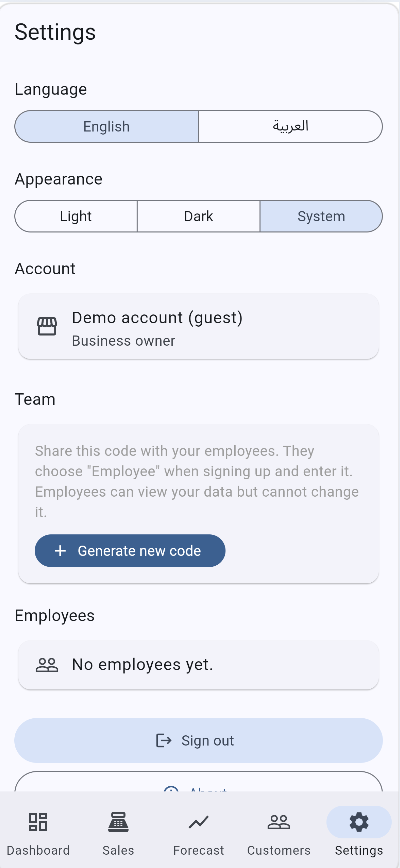 Settings
Language
English
العربية
Appearance
Light
Dark
System
Account
Demo account (guest)
Business owner
Team
Share this code with your employees. They
choose "Employee" when signing up and enter it.
Employees can view your data but cannot change
it.
Generate new code
Employees
No employees yet.
Sign out
About
Dashboard
Sales
Forecast
Customers
Settings